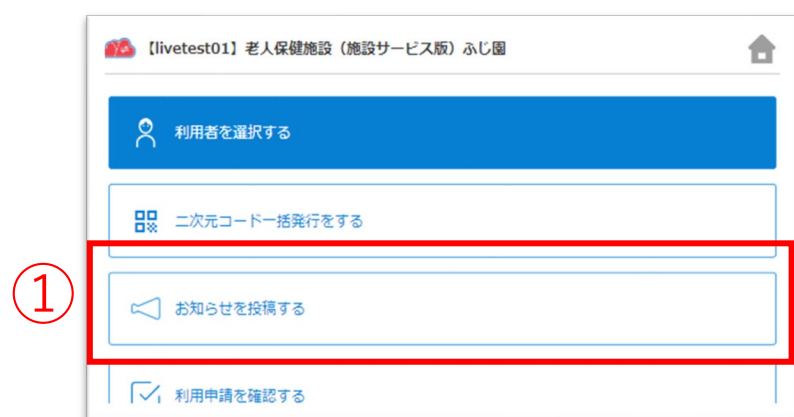 【livetest01】老人保健施設（施設サービス版）ふじ園
利用者を選択する
二次元コード一括発行をする
①
お知らせを投稿する
利用申請を確認する